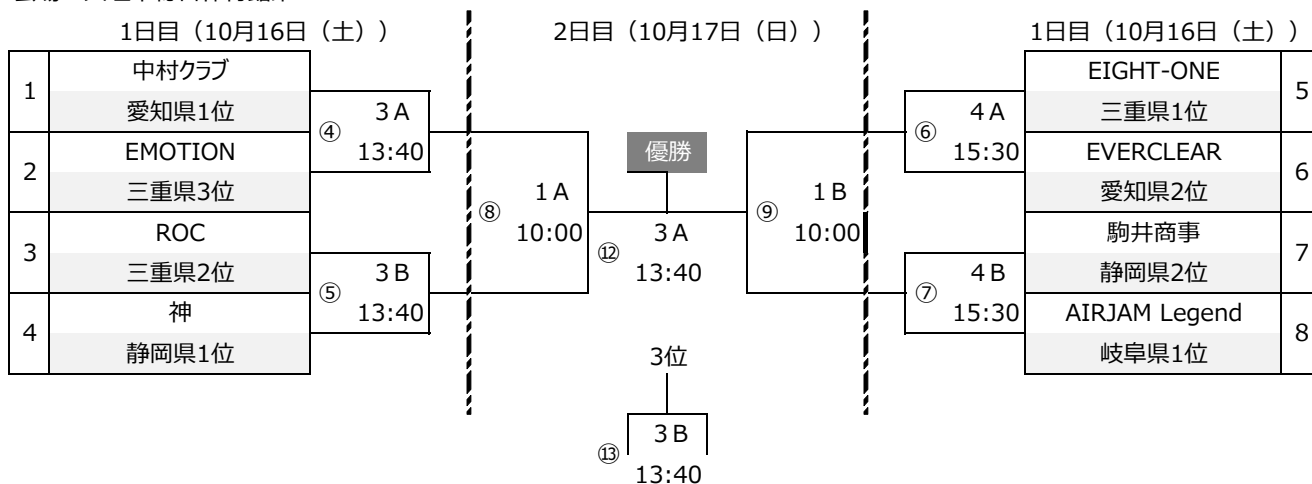 1日目（10月16日（土））
2日目（10月17日（日））
1日目（10月16日（土））
1
中村クラブ
愛知県1位
2
EMOTION
三重県3位
3
ROC
三重県2位
4
神
静岡県1位
④
3A
13:40
⑤
3B
13:40
⑧
1A
10:00
優勝
⑫
3A
13:40
3位
⑬
3B
13:40
⑨
1B
10:00
⑥
4A
15:30
⑦
4B
15:30
EIGHT-ONE
三重県1位
5
EVERCLEAR
愛知県2位
6
駒井商事
静岡県2位
7
AIRJAM Legend
岐阜県1位
8